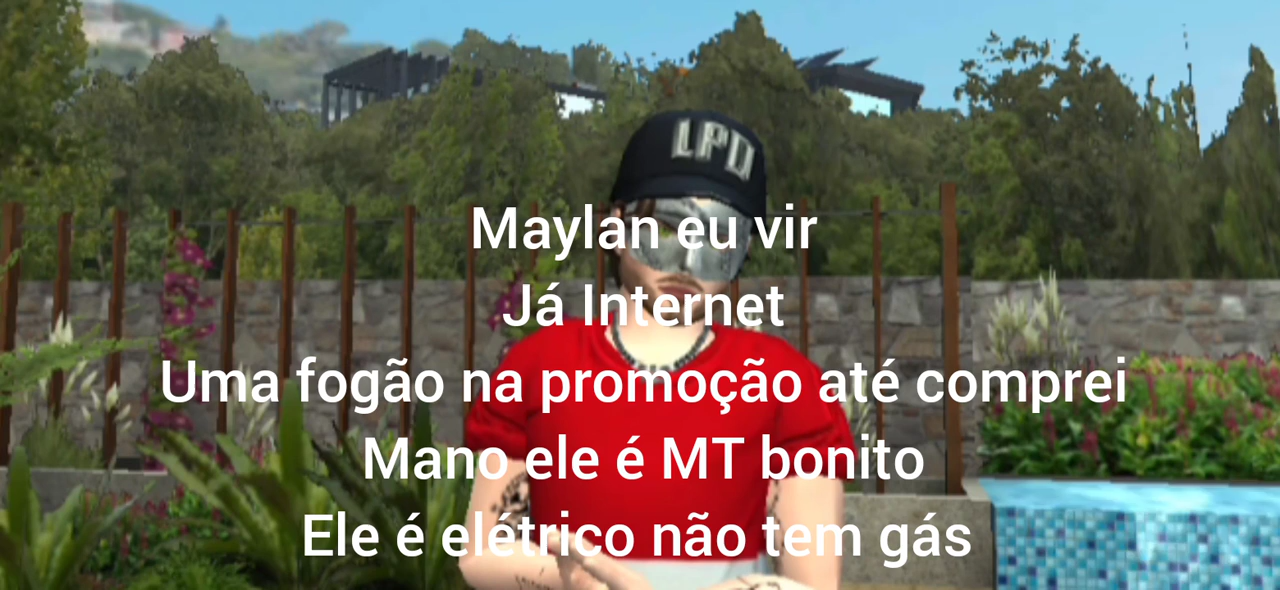 LPD
Maylan eu vir
Já Internet
Uma fogão na promoção até comprei
Mano ele é MT bonito
Ele é elétrico não tem gás